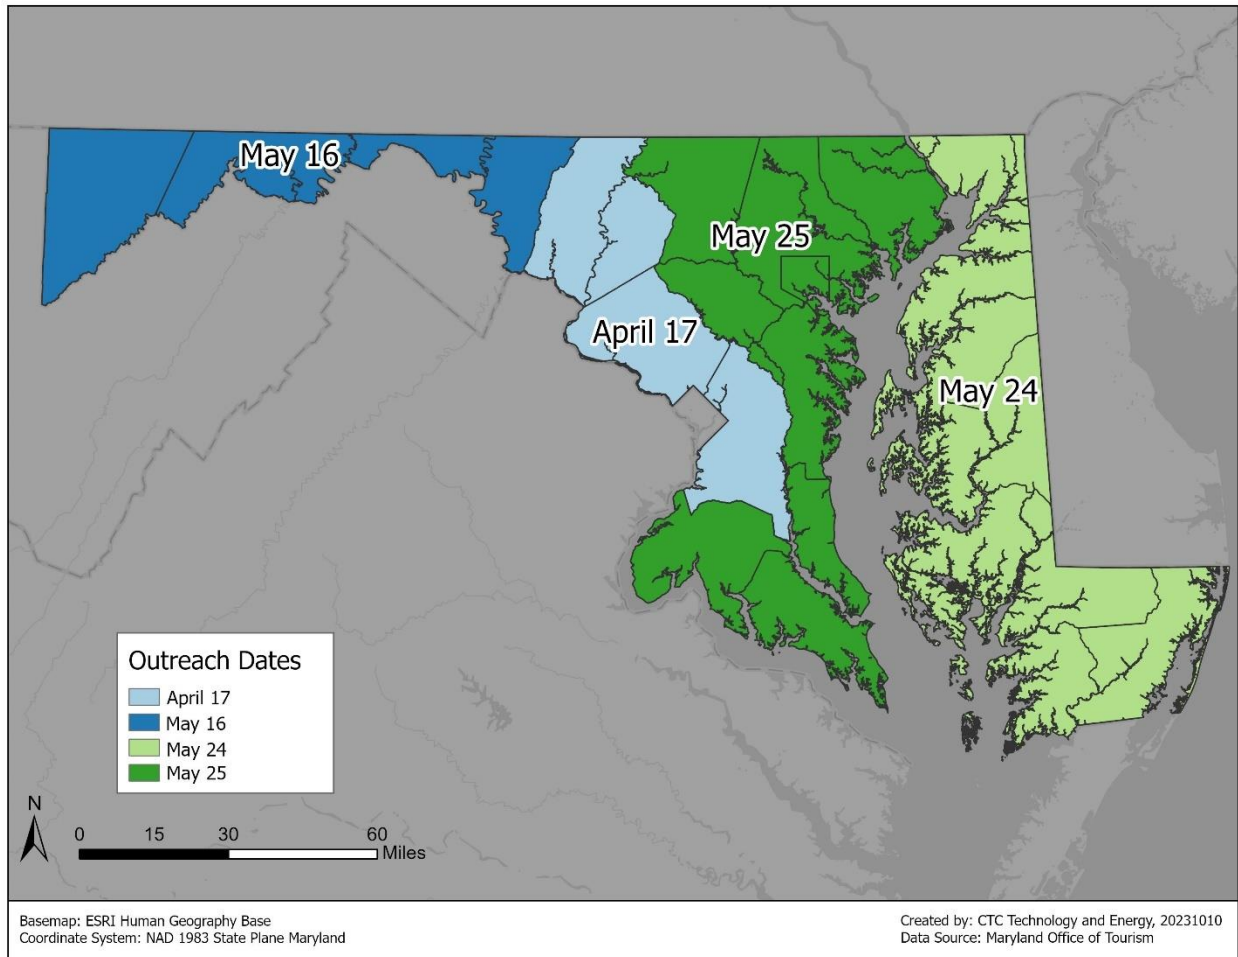 May 16
May 25
April 17
May 24
Outreach Dates
April 17
May 16
May 24
May 25
N
0 15 30 60
Miles
Basemap: ESRI Human Geography Base
Coordinate System: NAD 1983 State Plane Maryland
Created by: CTC Technology and Energy, 20231010
Data Source: Maryland Office of Tourism